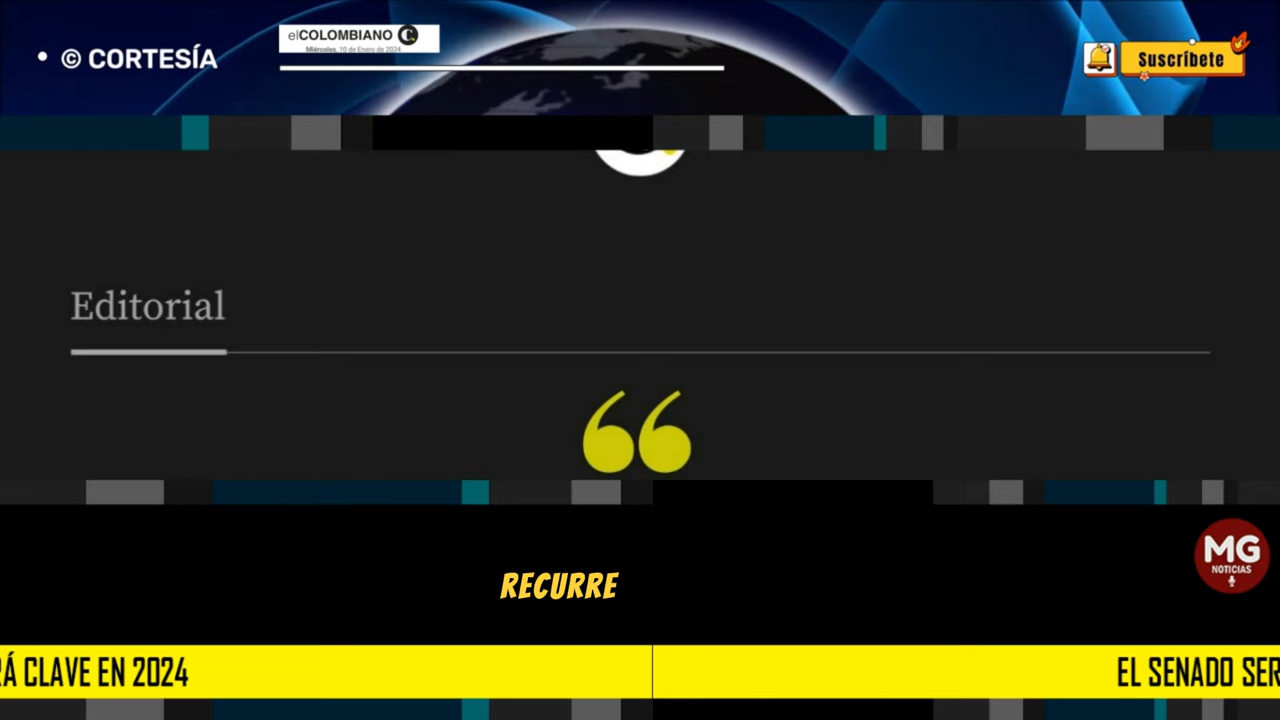 • © CORTESÍA
elCOLOMBIANO C
Miércoles, 10 de Enero de 2024
Suscríbete
Editorial
“
RECURRE
MG
NOTICIAS
RÁ CLAVE EN 2024
EL SENADO SER